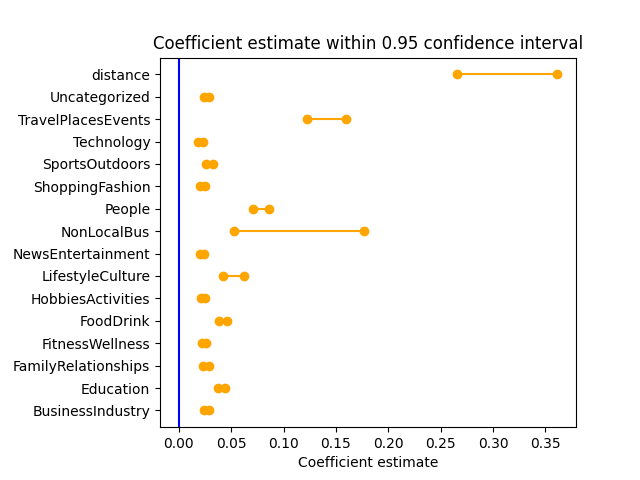 Coefficient estimate within 0.95 confidence interval
distance
Uncategorized
TravelPlacesEvents
Technology
SportsOutdoors
ShoppingFashion
People
NonLocalBus
NewsEntertainment
LifestyleCulture
HobbiesActivities
FoodDrink
FitnessWellness
FamilyRelationships
Education
BusinessIndustry
0.00 0.05 0.10 0.15 0.20 0.25 0.30 0.35
Coefficient estimate